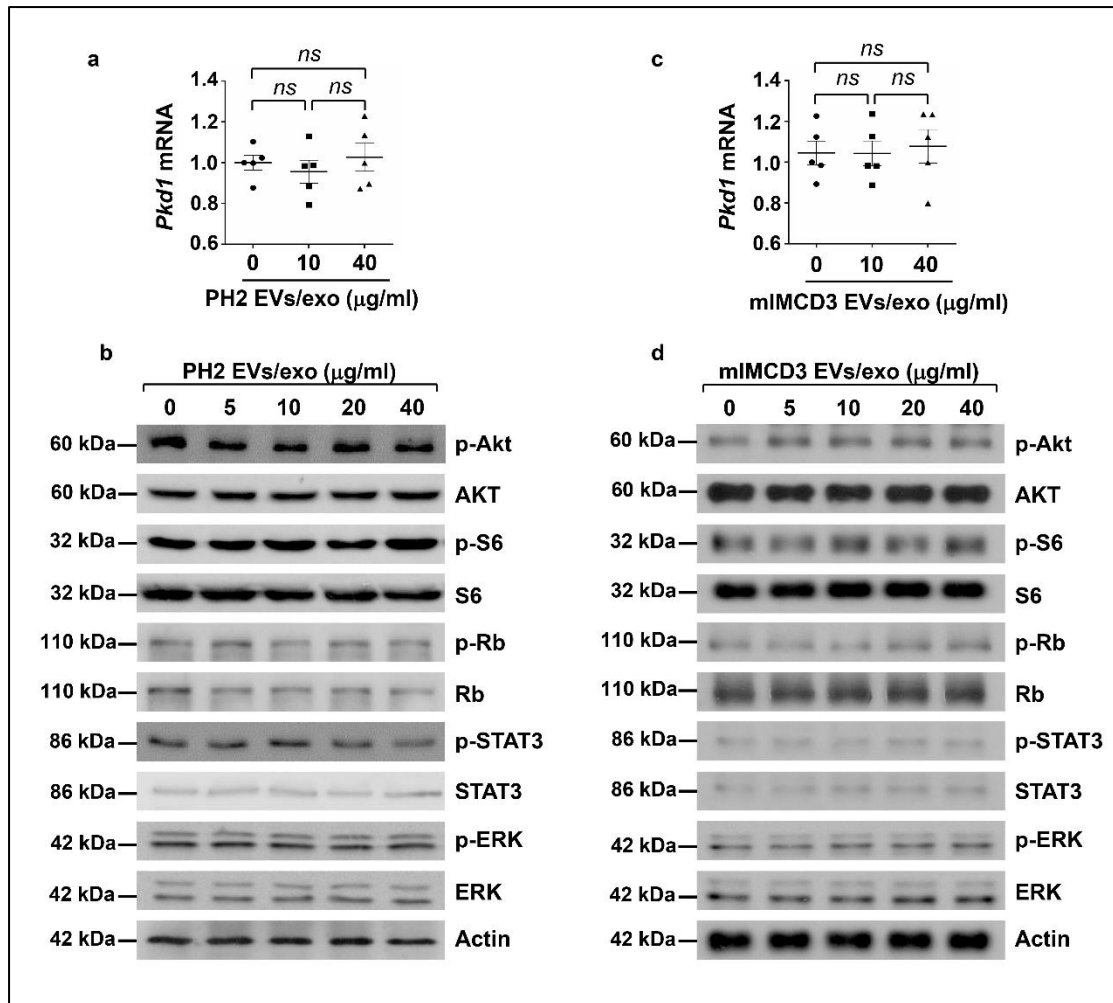 a
ns
ns ns
1.4
1.2
1.0
0.8
0.6
Pkd1 mRNA
0 10 40
PH2 EVs/exo (μg/ml)
c
ns
ns ns
1.4
1.2
1.0
0.8
0.6
Pkd1 mRNA
0 10 40
mIMCD3 EVs/exo (μg/ml)
b
PH2 EVs/exo (μg/ml)
0 5 10 20 40
60 kDa p-Akt
60 kDa AKT
32 kDa p-S6
32 kDa S6
110 kDa p-Rb
110 kDa Rb
86 kDa p-STAT3
86 kDa STAT3
42 kDa p-ERK
42 kDa ERK
42 kDa Actin
d
mIMCD3 EVs/exo (μg/ml)
0 5 10 20 40
60 kDa p-Akt
60 kDa AKT
32 kDa p-S6
32 kDa S6
110 kDa p-Rb
110 kDa Rb
86 kDa p-STAT3
86 kDa STAT3
42 kDa p-ERK
42 kDa ERK
42 kDa Actin